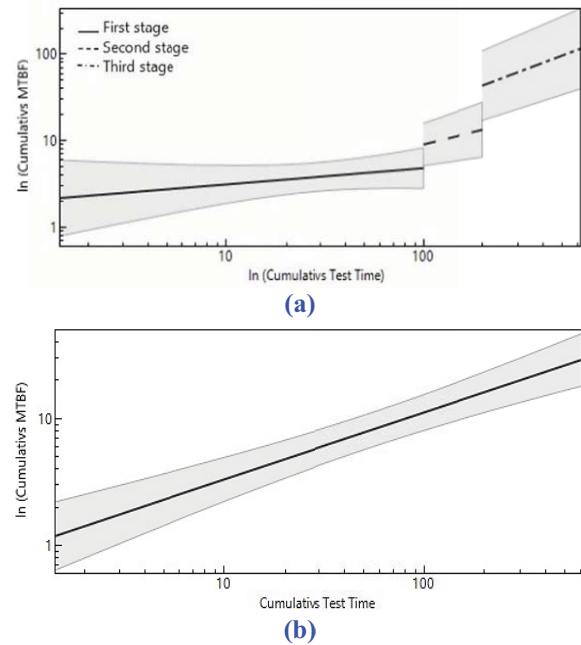 First stage
Second stage
Third stage
ln (Cumulativs MTBF)
100
10
1
10
100
ln (Cumulativs Test Time)
(a)
ln (Cumulativs MTBF)
10
1
10
100
Cumulativs Test Time
(b)